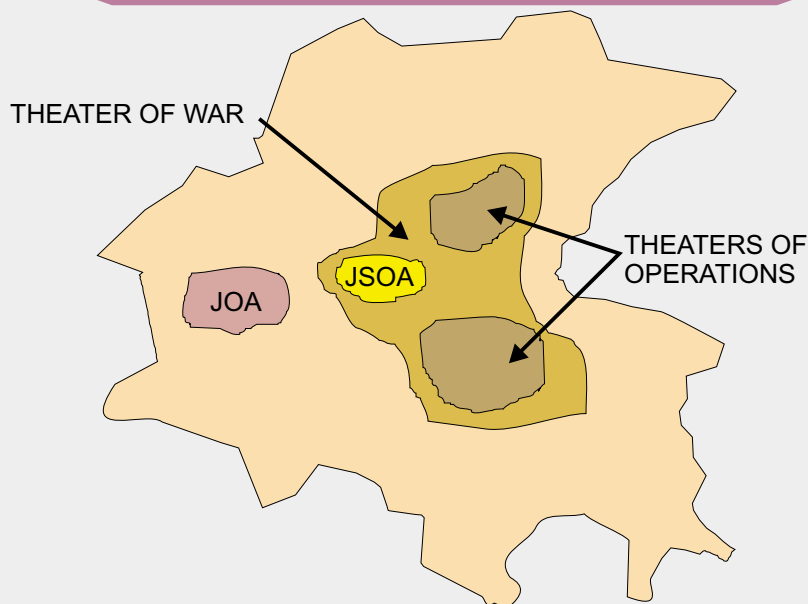 THEATER OF WAR
THEATERS OF
OPERATIONS
JSOA
JOA